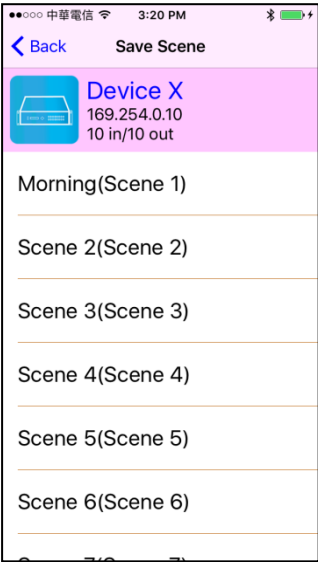 中華電信 3:20 PM
Back Save Scene
Device X
169.254.0.10
10 in/10 out
Morning(Scene 1)
Scene 2(Scene 2)
Scene 3(Scene 3)
Scene 4(Scene 4)
Scene 5(Scene 5)
Scene 6(Scene 6)